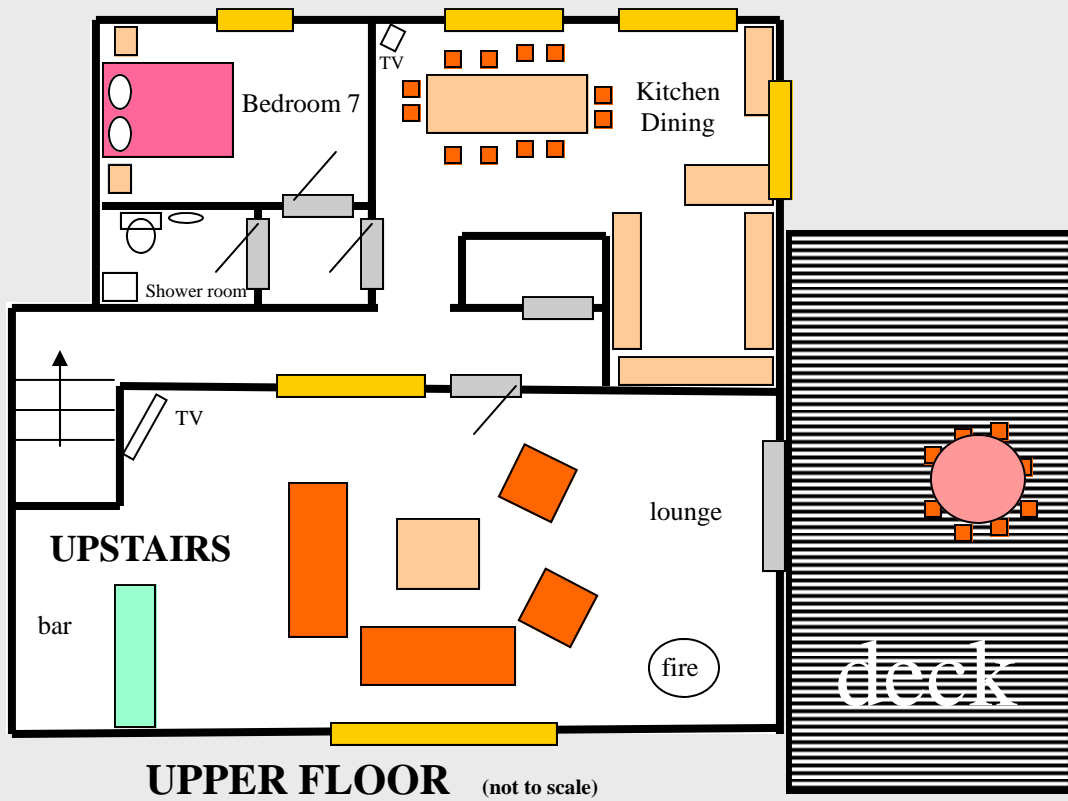 TV
Bedroom 7
Kitchen
Dining
Shower room
TV
lounge
UPSTAIRS
bar
fire
deck
UPPER FLOOR (not to scale)